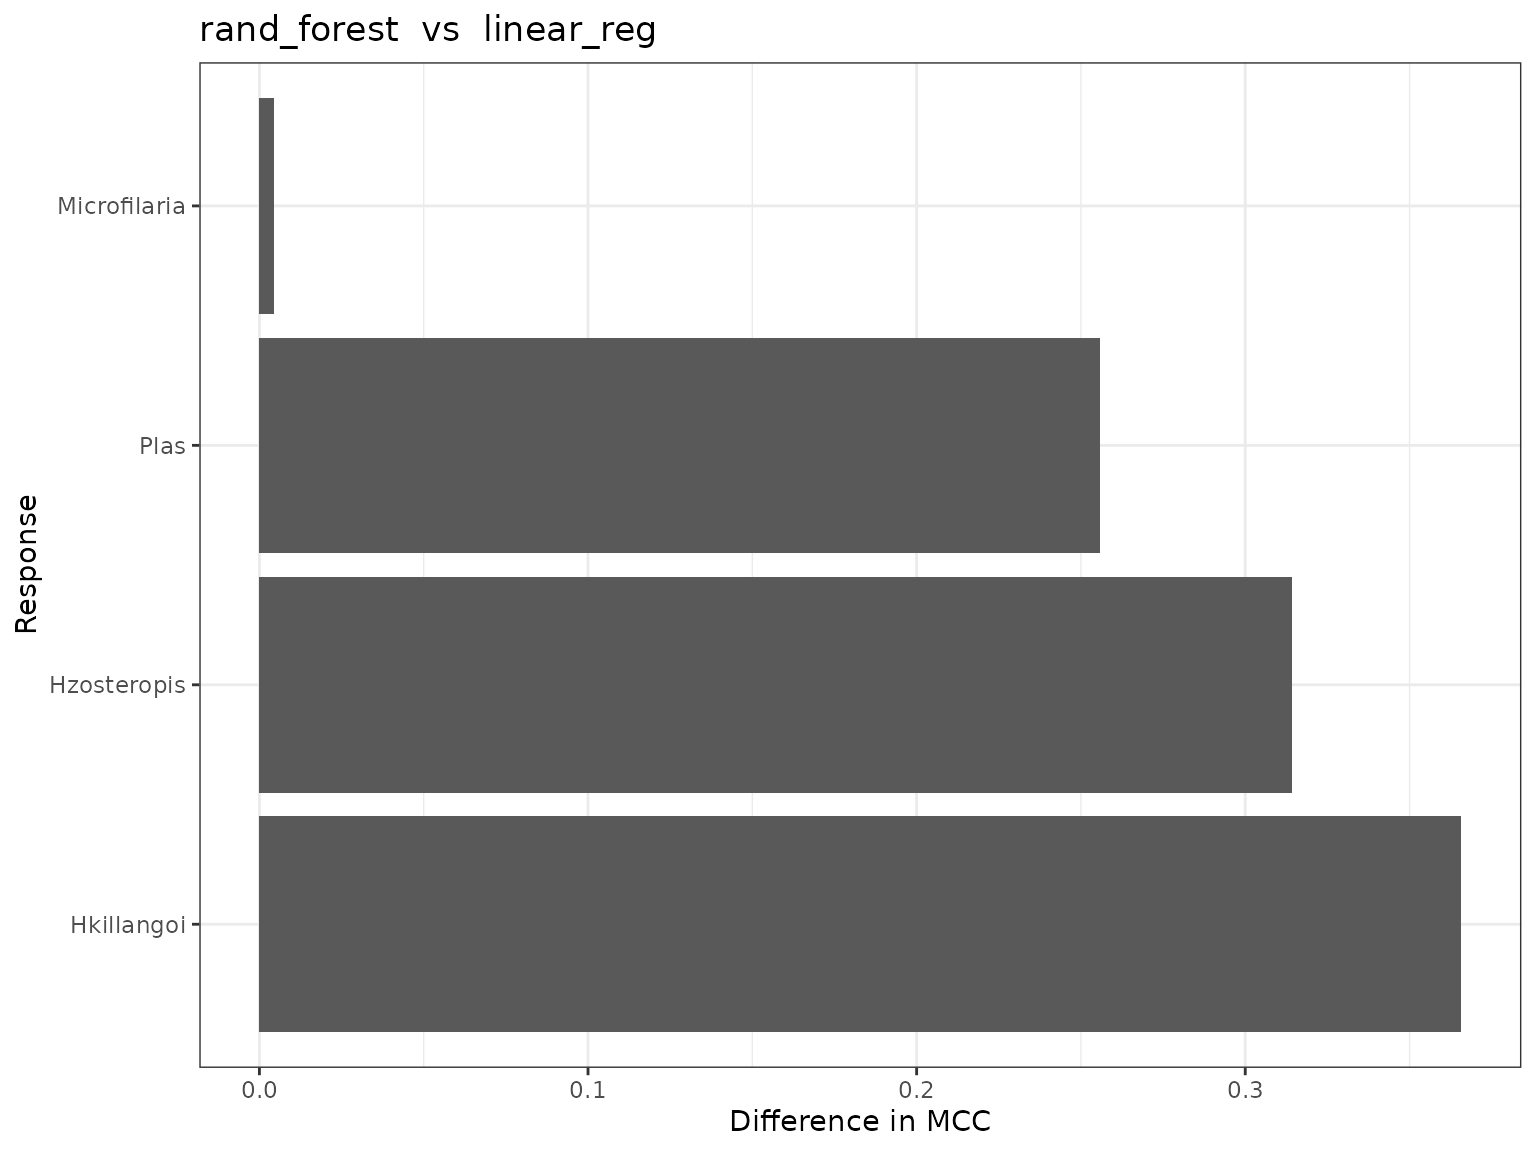 rand_forest  vs  linear_reg
Microfilaria
Plas
Hzosteropis
Hkillangoi
Response
0.0
0.1
0.2
0.3
Difference in MCC